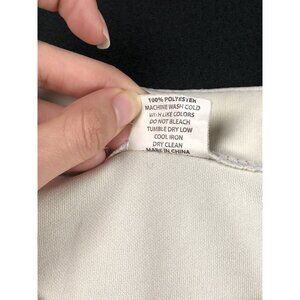 100% POLYESTER
MACHINE WASH COLD
WITH LIKE COLORS
DO NOT BLEACH
TUMBLE DRY LOW
COOL IRON
DRY CLEAN
MADE IN CHINA